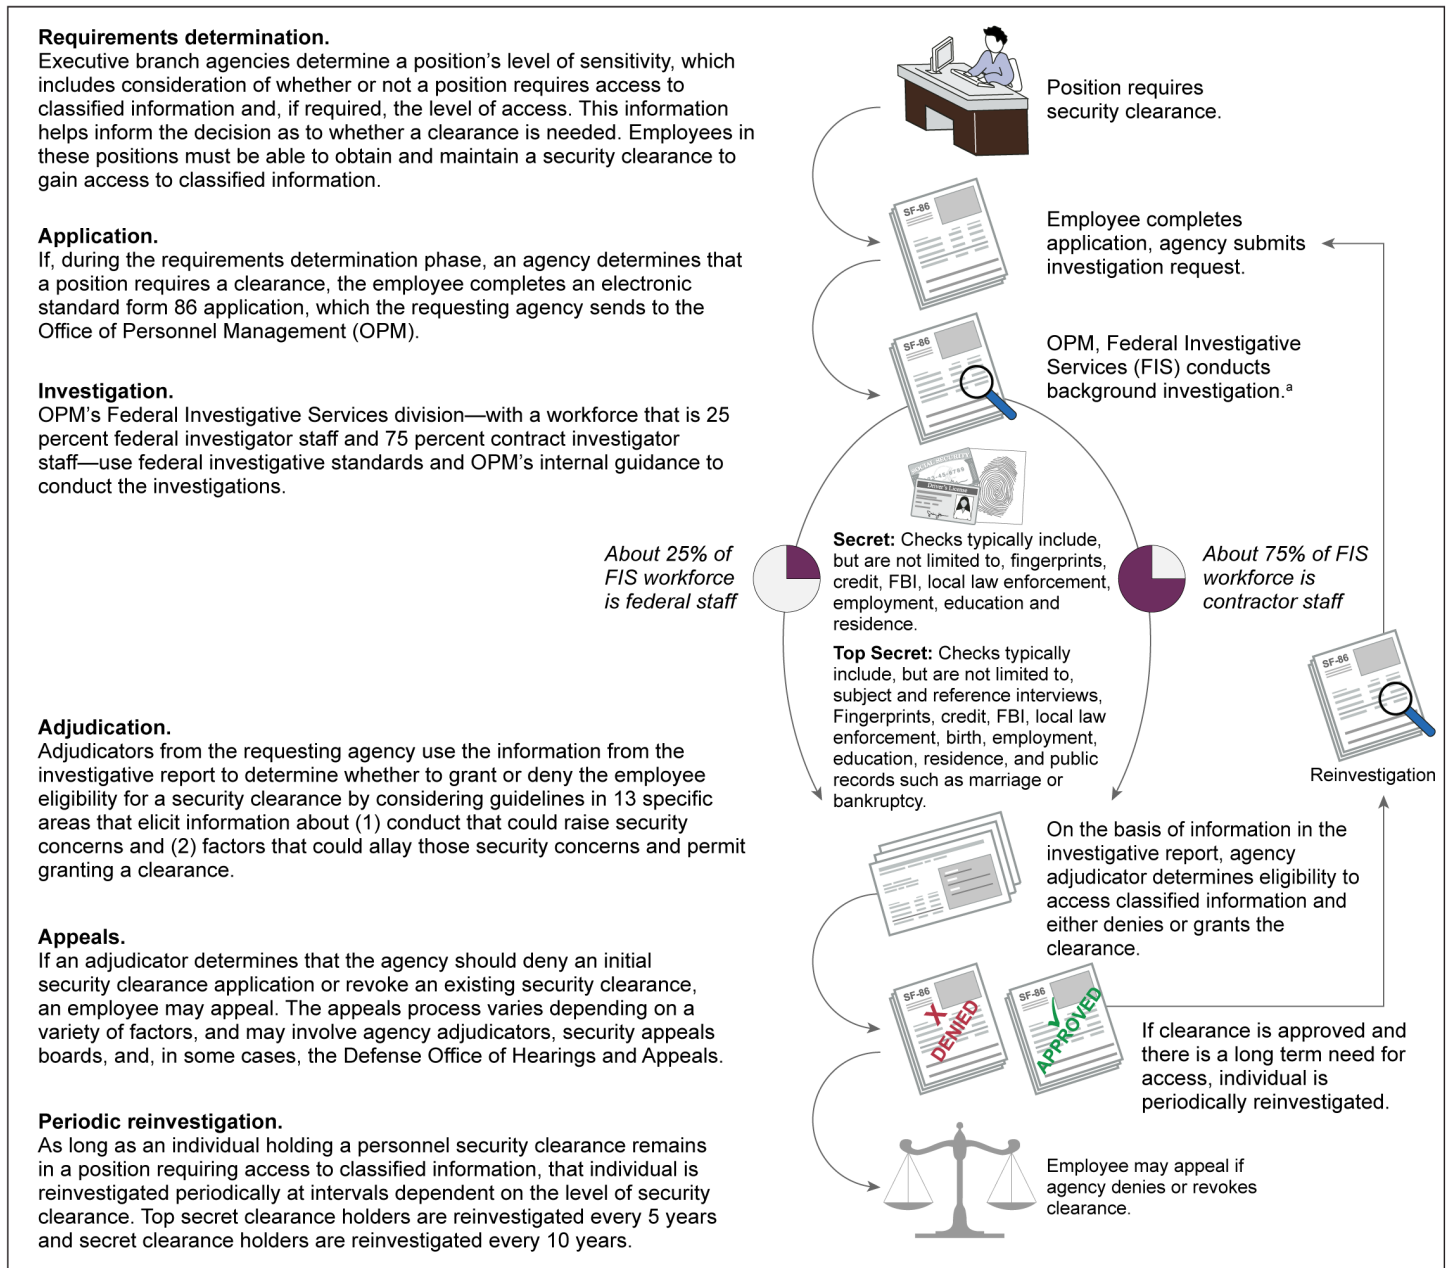 Requirements determination.
Executive branch agencies determine a position's level of sensitivity, which
includes consideration of whether or not a position requires access to
classified information and, if required, the level of access. This information
helps inform the decision as to whether a clearance is needed. Employees in
these positions must be able to obtain and maintain a security clearance to
gain access to classified information.
Position requires
security clearance.
Application.
If, during the requirements determination phase, an agency determines that
a position requires a clearance, the employee completes an electronic
standard form 86 application, which the requesting agency sends to the
Office of Personnel Management (OPM).
SF-86
Employee completes
application, agency submits
investigation request.
Investigation.
OPM's Federal Investigative Services division—with a workforce that is 25
percent federal investigator staff and 75 percent contract investigator
staff—use federal investigative standards and OPM's internal guidance to
conduct the investigations.
SF-86
OPM, Federal Investigative
Services (FIS) conducts
background investigation.a
SOCIAL SECURITY
Driver's License
About 25% of
FIS workforce
is federal staff
Secret: Checks typically include,
but are not limited to, fingerprints,
credit, FBI, local law enforcement,
employment, education and
residence.
About 75% of FIS
workforce is
contractor staff
Top Secret: Checks typically
include, but are not limited to,
subject and reference interviews,
Fingerprints, credit, FBI, local law
enforcement, birth, employment,
education, residence, and public
records such as marriage or
bankruptcy.
SF-86
Reinvestigation
Adjudication.
Adjudicators from the requesting agency use the information from the
investigative report to determine whether to grant or deny the employee
eligibility for a security clearance by considering guidelines in 13 specific
areas that elicit information about (1) conduct that could raise security
concerns and (2) factors that could allay those security concerns and permit
granting a clearance.
On the basis of information in the
investigative report, agency
adjudicator determines eligibility to
access classified information and
either denies or grants the
clearance.
Appeals.
If an adjudicator determines that the agency should deny an initial
security clearance application or revoke an existing security clearance,
an employee may appeal. The appeals process varies depending on a
variety of factors, and may involve agency adjudicators, security appeals
boards, and, in some cases, the Defense Office of Hearings and Appeals.
SF-86
X
DENIED
SF-86
APPROVED
If clearance is approved and
there is a long term need for
access, individual is
periodically reinvestigated.
Periodic reinvestigation.
As long as an individual holding a personnel security clearance remains
in a position requiring access to classified information, that individual is
reinvestigated periodically at intervals dependent on the level of security
clearance. Top secret clearance holders are reinvestigated every 5 years
and secret clearance holders are reinvestigated every 10 years.
Employee may appeal if
agency denies or revokes
clearance.